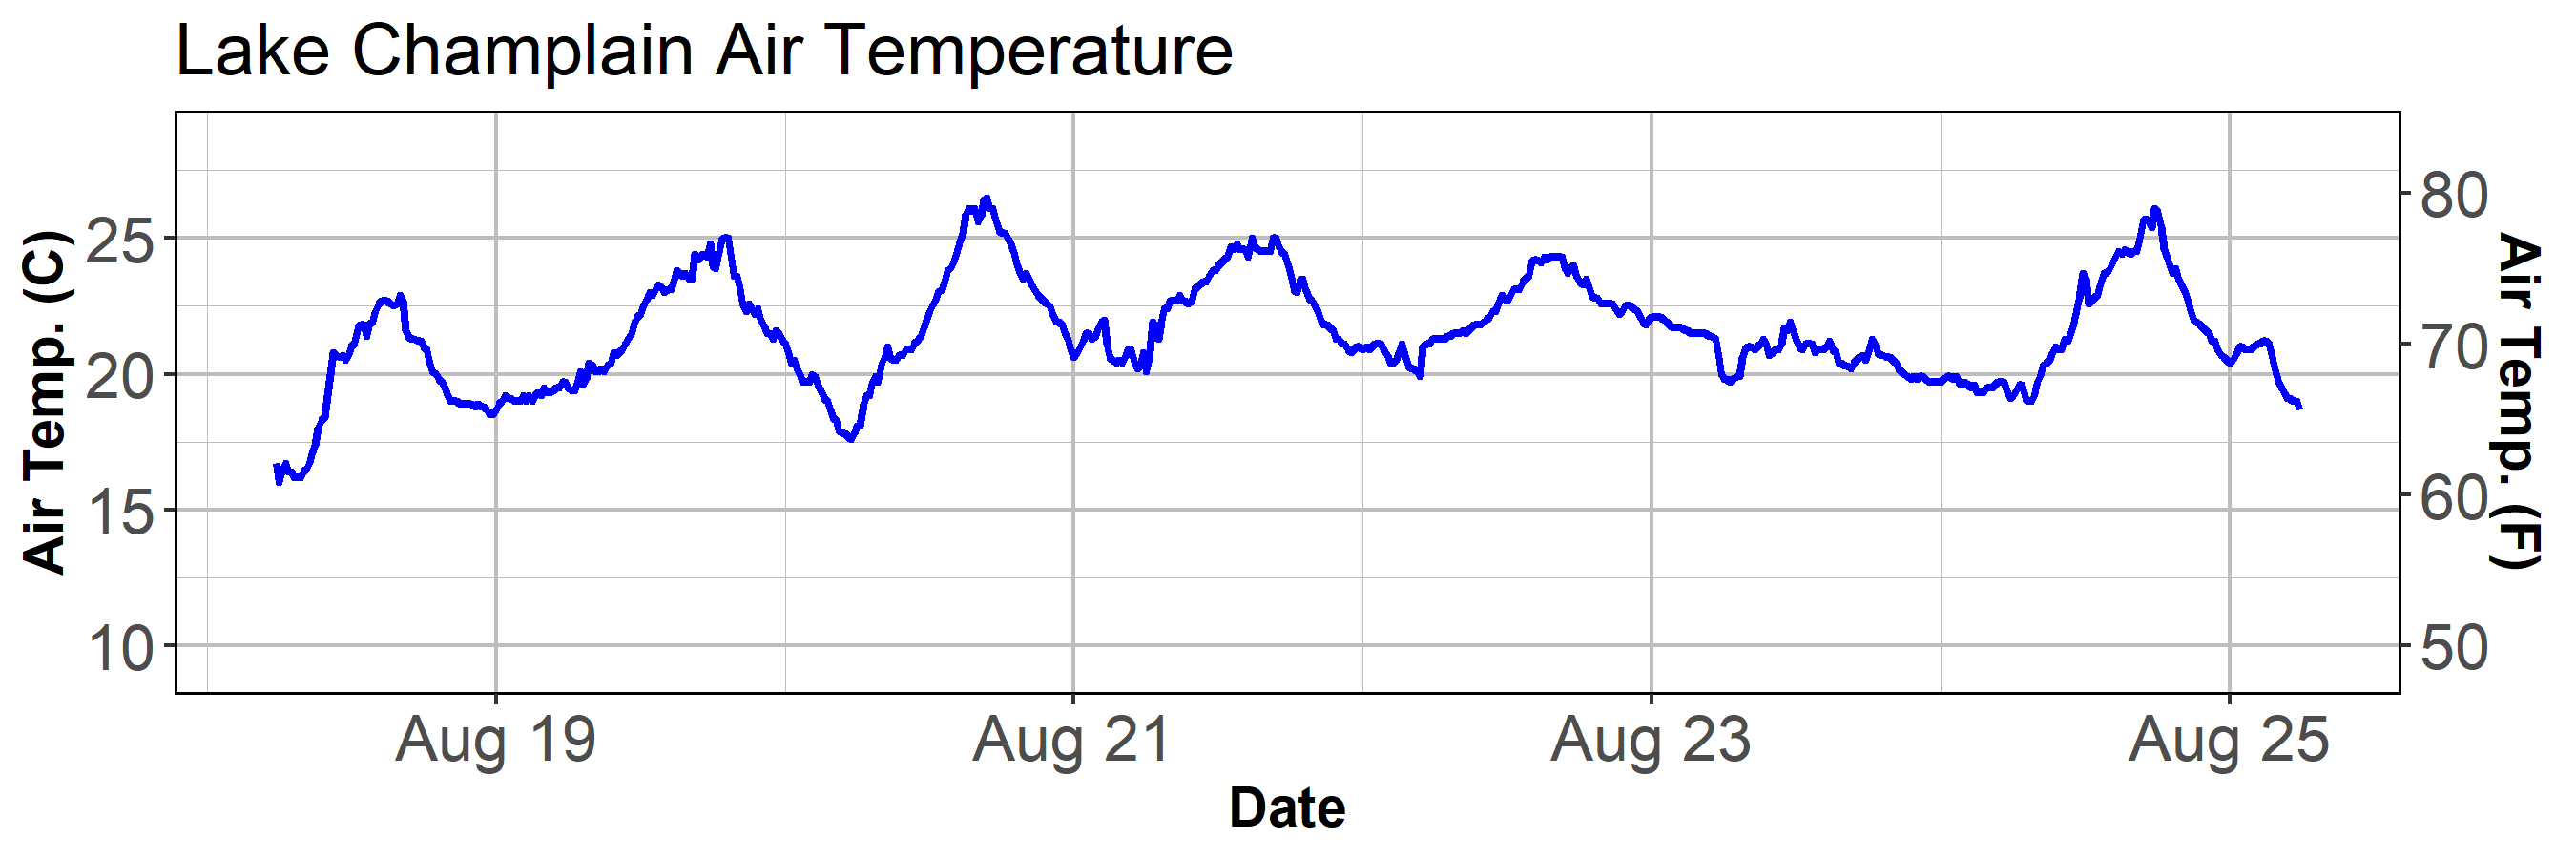 Lake Champlain Air Temperature
Air Temp. (C)
25
20
15
10
80
70
60
50
Air Temp. (F)
Aug 19
Aug 21
Aug 23
Aug 25
Date